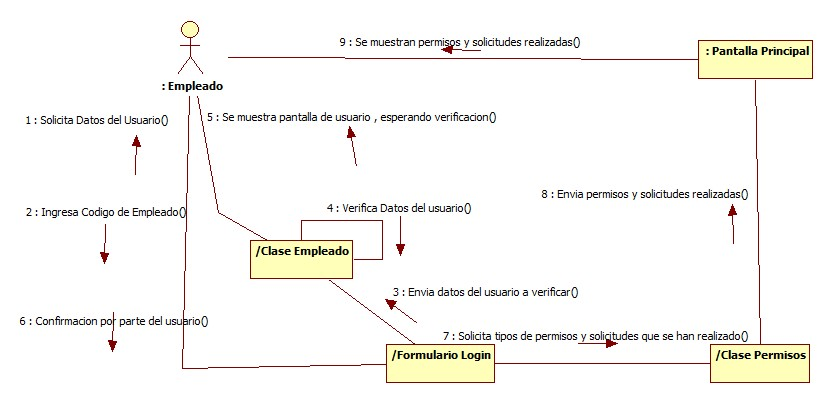 9 : Se muestran permisos y solicitudes realizadas()
: Pantalla Principal
: Empleado
1 : Solicita Datos del Usuario()
5 : Se muestra pantalla de usuario , esperando verificacion()
8 : Envia permisos y solicitudes realizadas()
2 : Ingresa Codigo de Empleado()
4 : Verifica Datos del usuario()
/Clase Empleado
3 : Envia datos del usuario a verificar()
6 : Confirmacion por parte del usuario()
7 : Solicita tipos de permisos y solicitudes que se han realizado()
/Formulario Login
/Clase Permisos